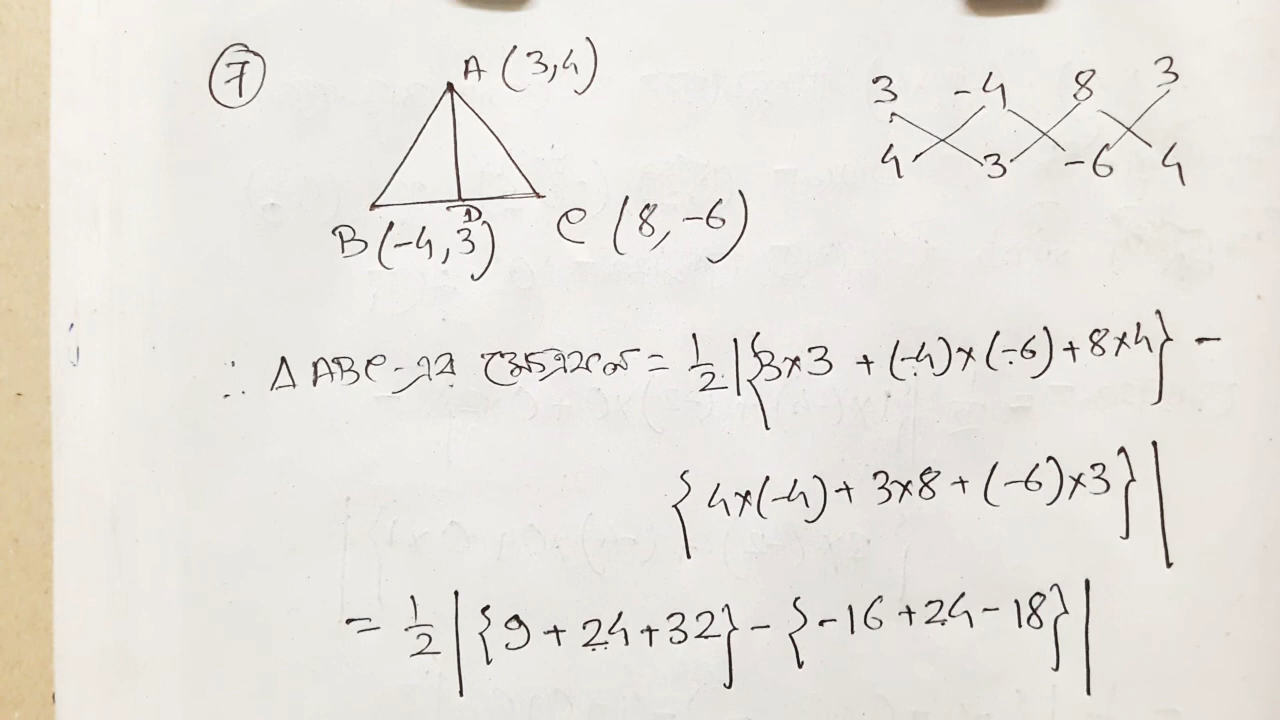 7
A (3,4)
B (-4, 3)
D
C (8, -6)
3 -4 8 3
4 3 -6 4
∴ Δ ABC-এর ক্ষেত্রফল = 1/2 |{3×3 + (-4)×(-6) + 8×4} -
{4×(-4) + 3×8 + (-6)×3}|
= 1/2 |{9 + 24 + 32} - {-16 + 24 - 18}|